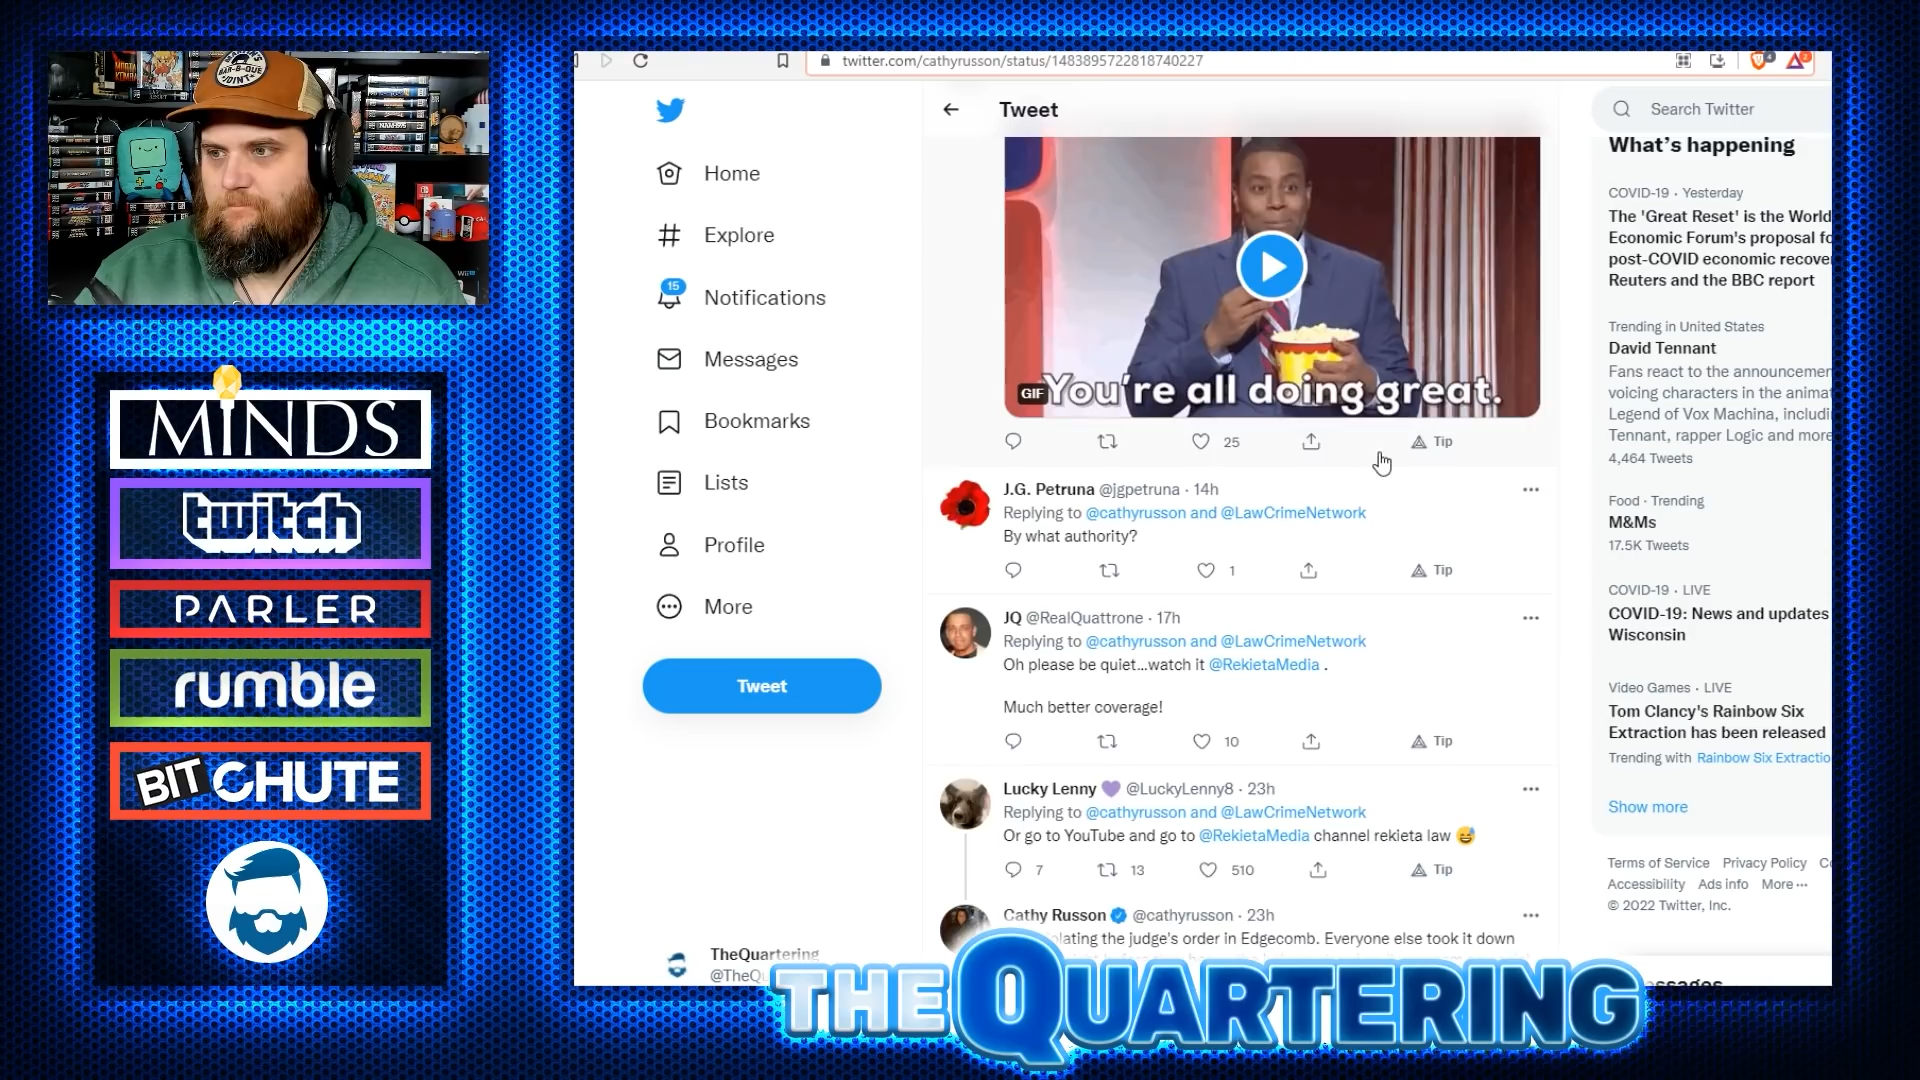 twitter.com/cathyrusson/status/1483895722818740227
BAR-B-QUE
JOINT
MINDS
twitch
PARLER
rumble
BITCHUTE
Home
Explore
15
Notifications
Messages
Bookmarks
Lists
Profile
More
Tweet
TheQuartering
Tweet
GIF
You're all doing great.
25
Tip
J.G. Petruna @jgpetruna · 14h
Replying to @cathyrusson and @LawCrimeNetwork
By what authority?
1
Tip
JQ @RealQuattrone · 17h
Replying to @cathyrusson and @LawCrimeNetwork
Oh please be quiet...watch it @RekietaMedia .
Much better coverage!
10
Tip
Lucky Lenny 💜 @LuckyLenny8 · 23h
Replying to @cathyrusson and @LawCrimeNetwork
Or go to YouTube and go to @RekietaMedia channel rekieta law 😅
7
13
510
Tip
Cathy Russon @cathyrusson · 23h
the judge's order in Edgecomb. Everyone else took it down
Search Twitter
What's happening
COVID-19 · Yesterday
The 'Great Reset' is the World
Economic Forum's proposal fo
post-COVID economic recover
Reuters and the BBC report
Trending in United States
David Tennant
Fans react to the announcemen
voicing characters in the animat
Legend of Vox Machina, includi
Tennant, rapper Logic and more
4,464 Tweets
Food · Trending
M&Ms
17.5K Tweets
COVID-19 · LIVE
COVID-19: News and updates
Wisconsin
Video Games · LIVE
Tom Clancy's Rainbow Six
Extraction has been released
Trending with Rainbow Six Extractio
Show more
Terms of Service Privacy Policy Co
Accessibility Ads info More ···
© 2022 Twitter, Inc.
THE QUARTERING